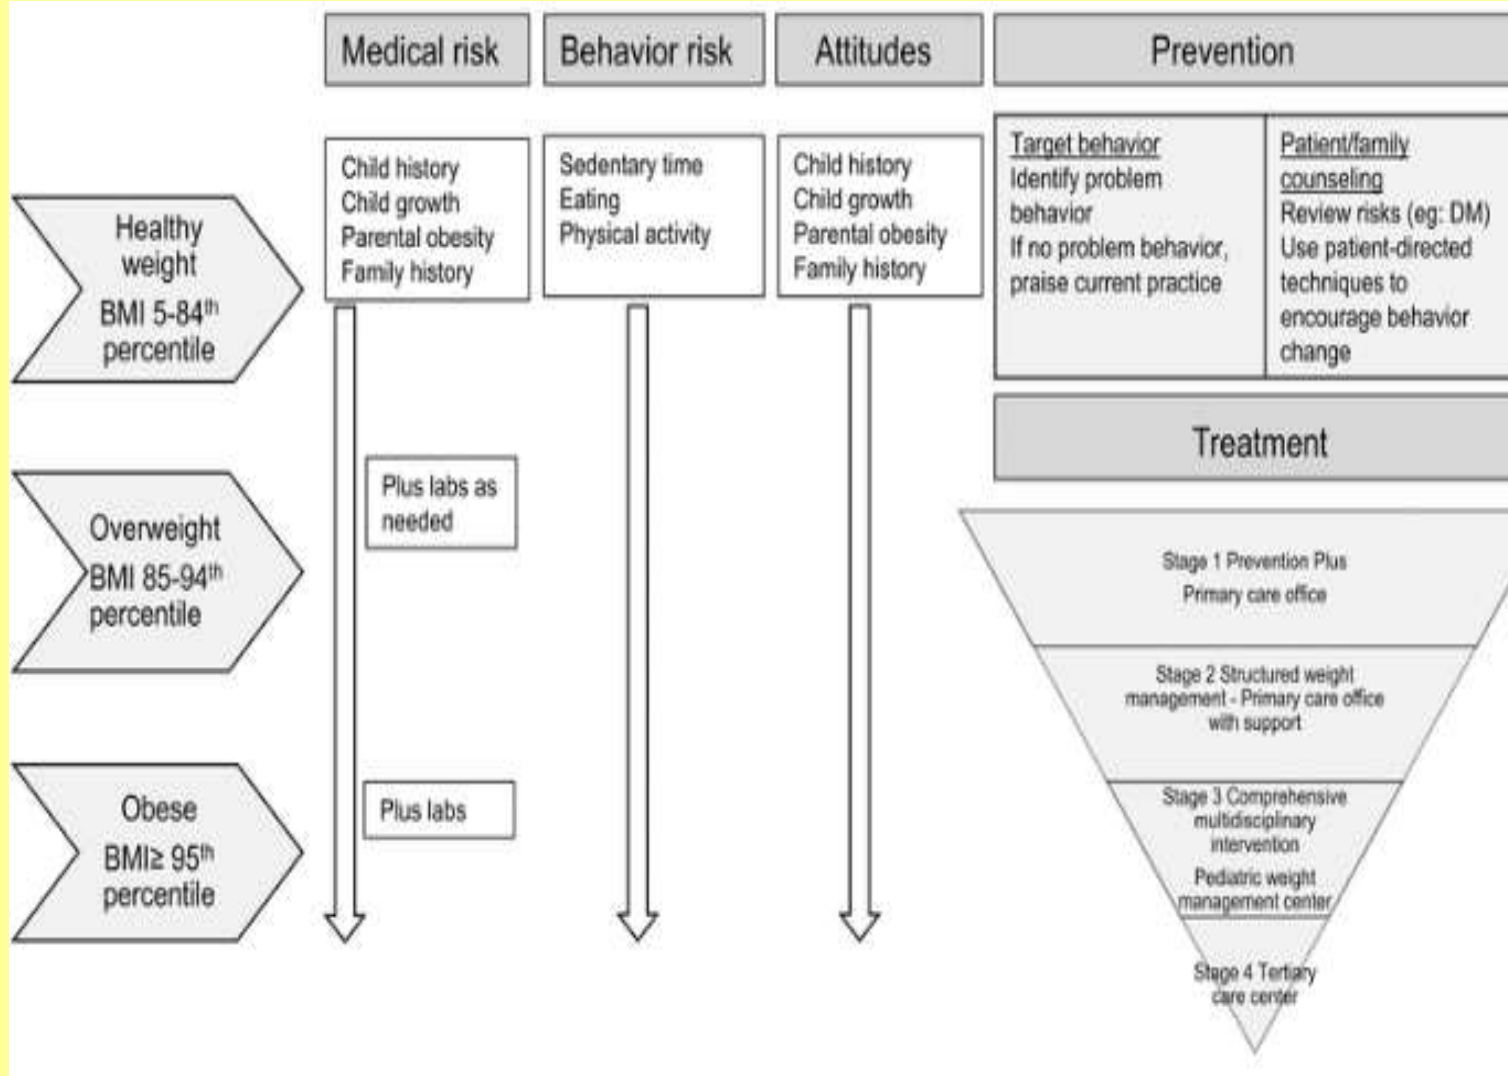 Medical risk
Behavior risk
Attitudes
Prevention
Healthy
weight
BMI 5-84th
percentile
Child history
Child growth
Parental obesity
Family history
Sedentary time
Eating
Physical activity
Child history
Child growth
Parental obesity
Family history
Target behavior
Identify problem
behavior
If no problem behavior,
praise current practice
Patient/family
counseling
Review risks (eg: DM)
Use patient-directed
techniques to
encourage behavior
change
Treatment
Overweight
BMI 85-94th
percentile
Plus labs as
needed
Obese
BMI≥ 95th
percentile
Plus labs
Stage 1 Prevention Plus
Primary care office
Stage 2 Structured weight
management - Primary care office
with support
Stage 3 Comprehensive
multidisciplinary
intervention
Pediatric weight
management center
Stage 4 Tertiary
care center